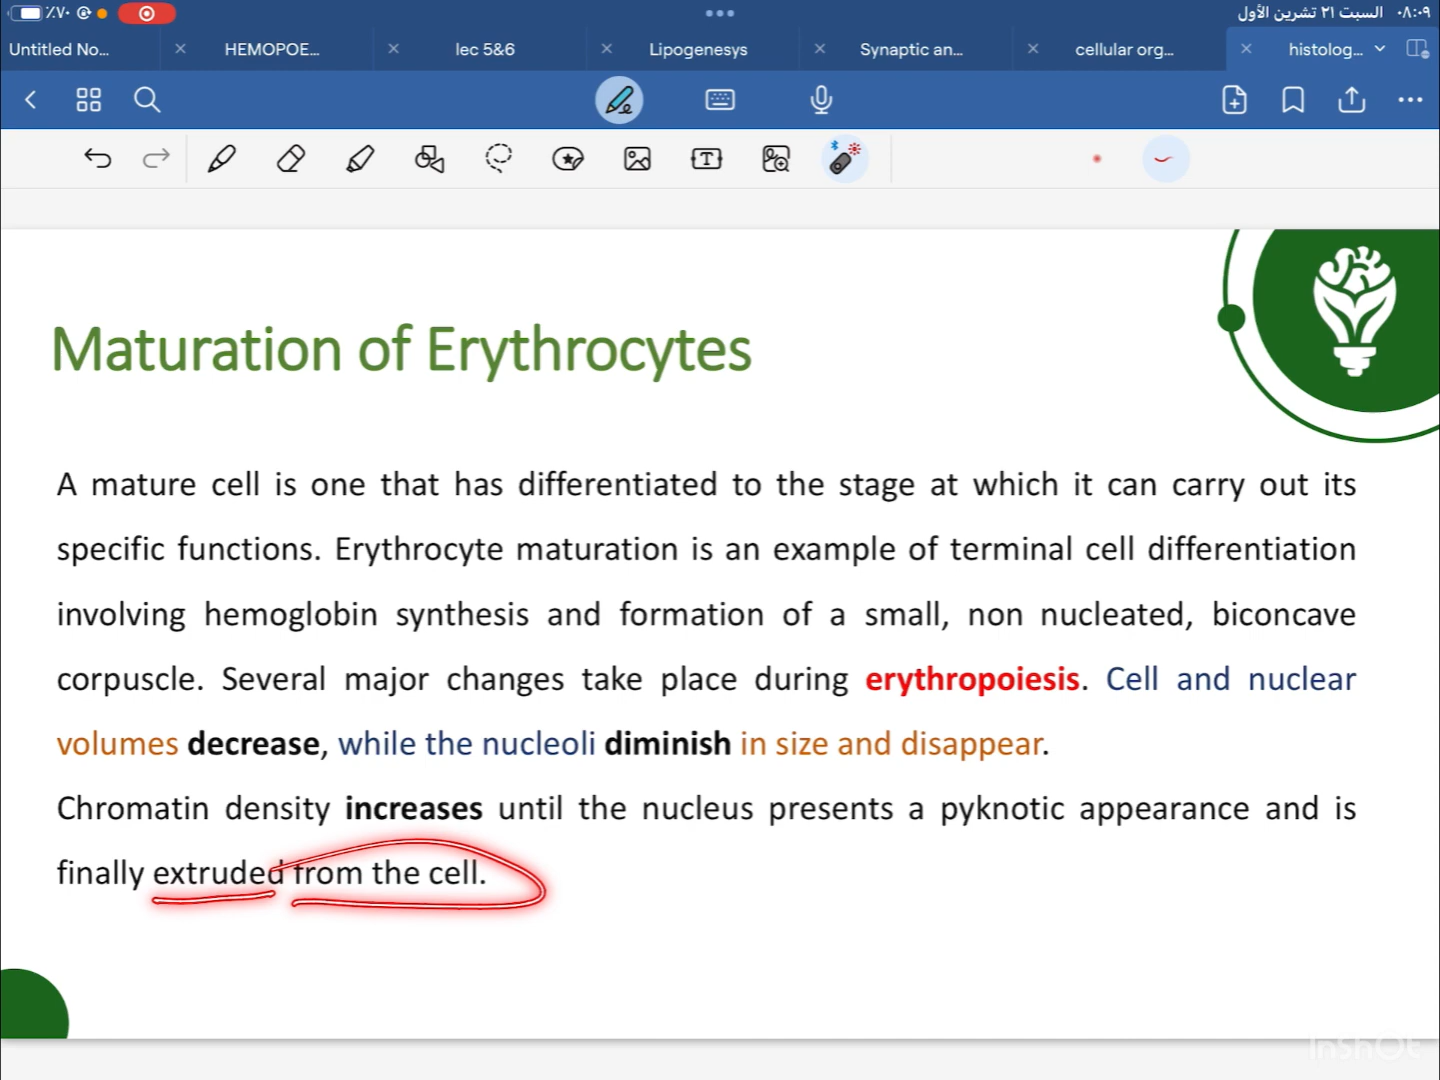 ٪٧٠ السبت ٢١ تشرين الأول ٠٨:٠٩
Untitled No... HEMOPOE... lec 5&6 Lipogenesys Synaptic an... cellular org... histolog...
Maturation of Erythrocytes
A mature cell is one that has differentiated to the stage at which it can carry out its
specific functions. Erythrocyte maturation is an example of terminal cell differentiation
involving hemoglobin synthesis and formation of a small, non nucleated, biconcave
corpuscle. Several major changes take place during erythropoiesis. Cell and nuclear
volumes decrease, while the nucleoli diminish in size and disappear.
Chromatin density increases until the nucleus presents a pyknotic appearance and is
finally extruded from the cell.
InShOt